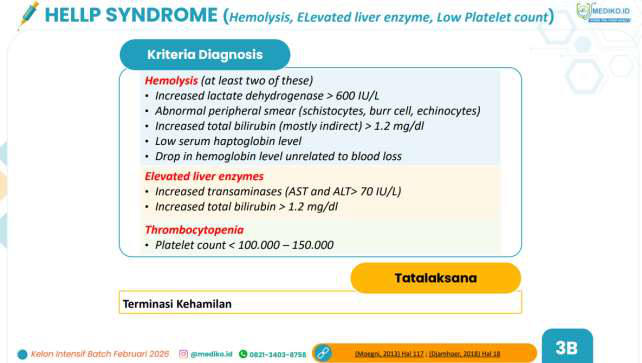 HELLP SYNDROME (Hemolysis, ELevated liver enzyme, Low Platelet count)
MEDIKO.ID
Kriteria Diagnosis
Hemolysis (at least two of these)
• Increased lactate dehydrogenase > 600 IU/L
• Abnormal peripheral smear (schistocytes, burr cell, echinocytes)
• Increased total bilirubin (mostly indirect) > 1.2 mg/dl
• Low serum haptoglobin level
• Drop in hemoglobin level unrelated to blood loss
Elevated liver enzymes
• Increased transaminases (AST and ALT> 70 IU/L)
• Increased total bilirubin > 1.2 mg/dl
Thrombocytopenia
• Platelet count < 100.000 – 150.000
Tatalaksana
Terminasi Kehamilan
Kelon Intensif Batch Februari 2026 @mediko.id 0821-3403-8758 (Moegni, 2013) Hal 117 ; (Djamhoer, 2018) Hal 18
3B